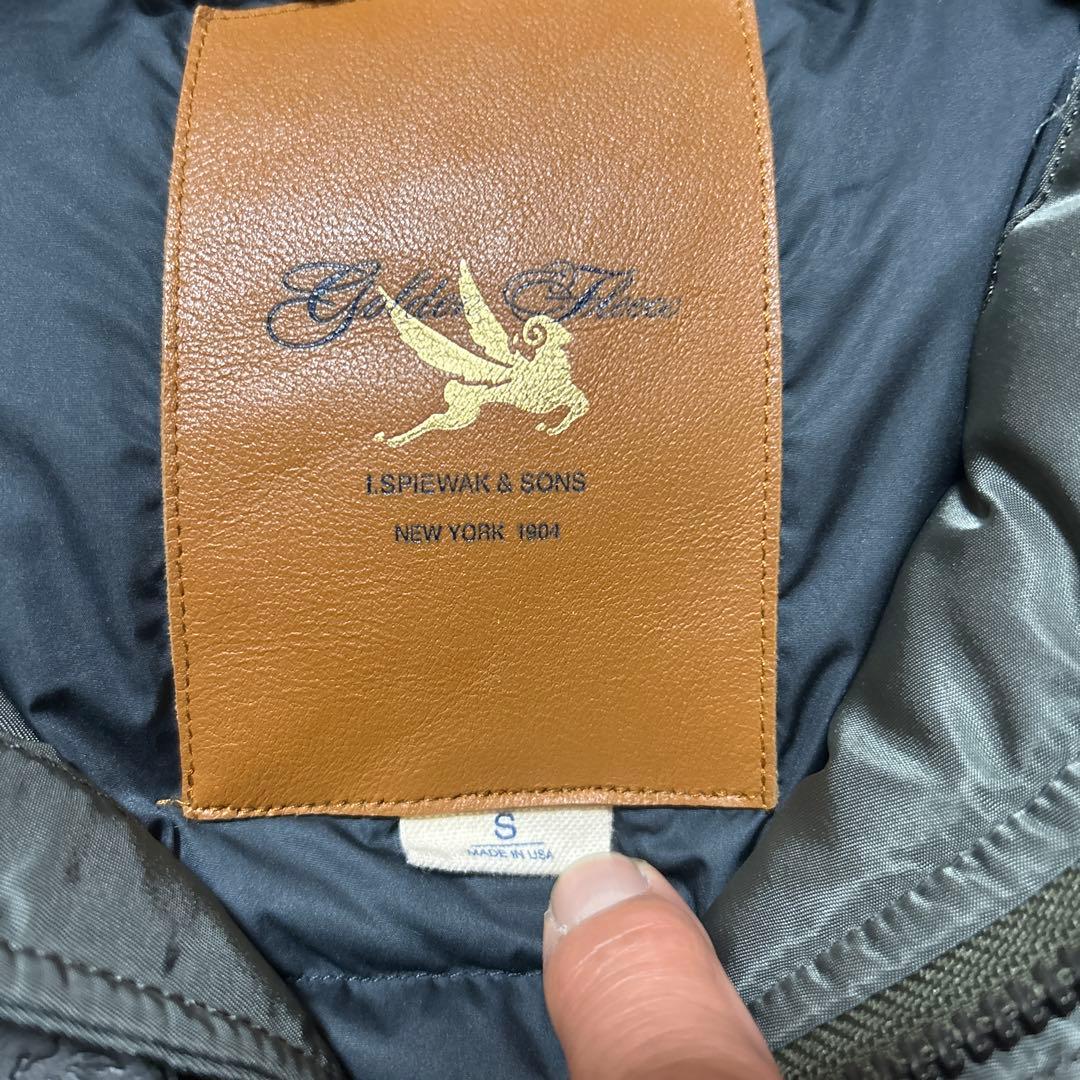 Golden Fleece
I.SPIEWAK & SONS
NEW YORK 1904
S
MADE IN USA